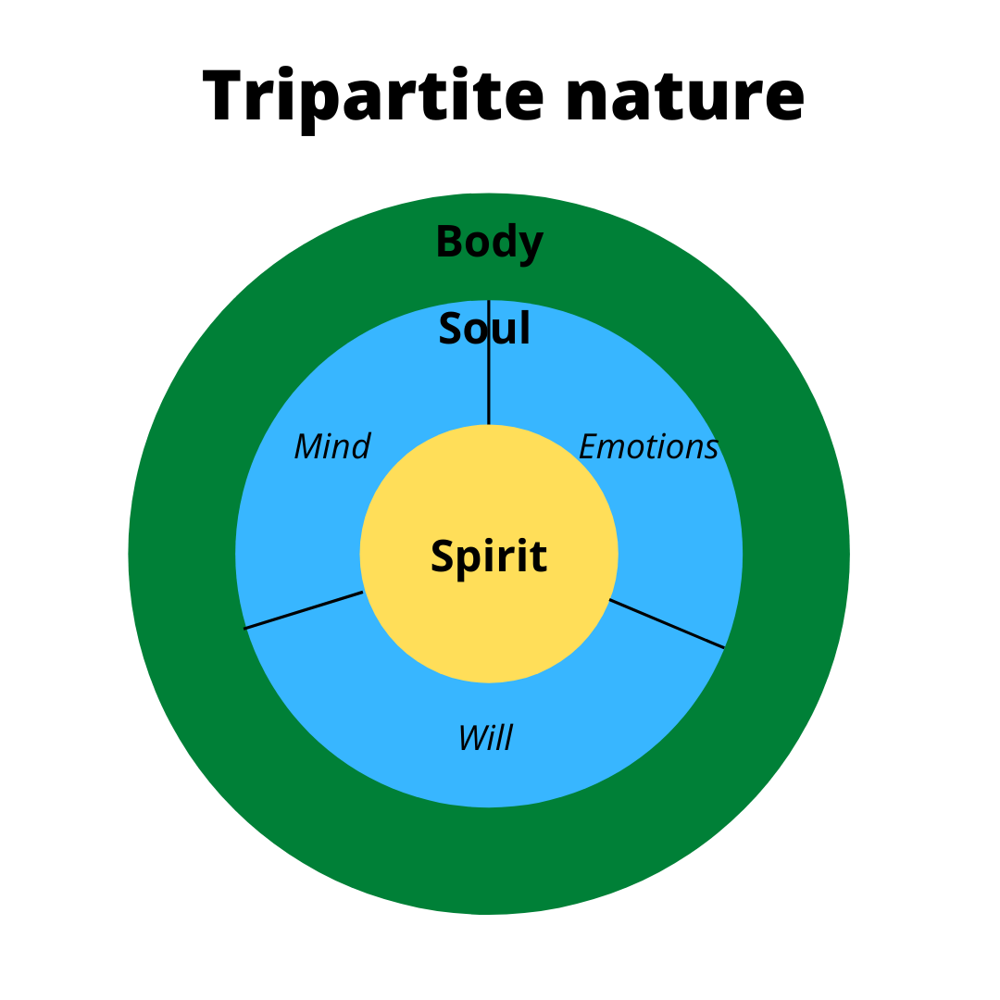 Tripartite nature
Body
Soul
Mind
Emotions
Spirit
Will